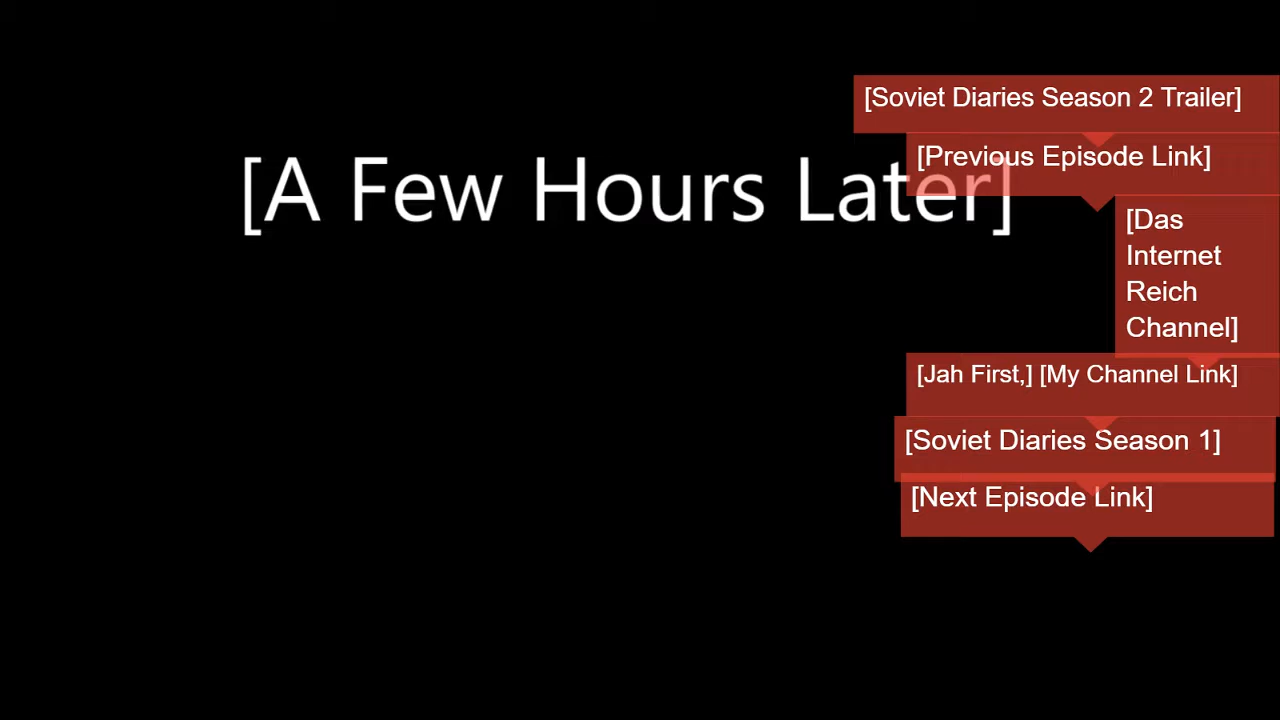 [Soviet Diaries Season 2 Trailer]
[Previous Episode Link]
[A Few Hours Later]
[Das
Internet
Reich
Channel]
[Jah First,] [My Channel Link]
[Soviet Diaries Season 1]
[Next Episode Link]